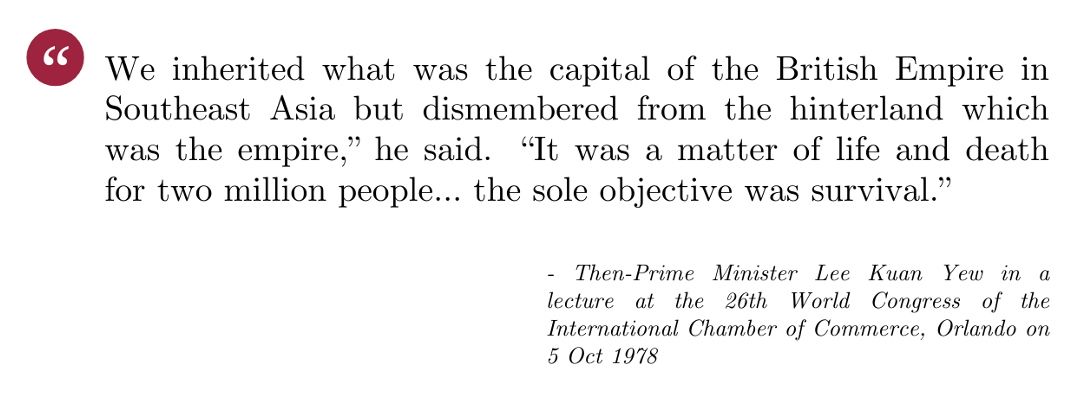 “
We inherited what was the capital of the British Empire in
Southeast Asia but dismembered from the hinterland which
was the empire,” he said. “It was a matter of life and death
for two million people... the sole objective was survival.”
- Then-Prime Minister Lee Kuan Yew in a
lecture at the 26th World Congress of the
International Chamber of Commerce, Orlando on
5 Oct 1978